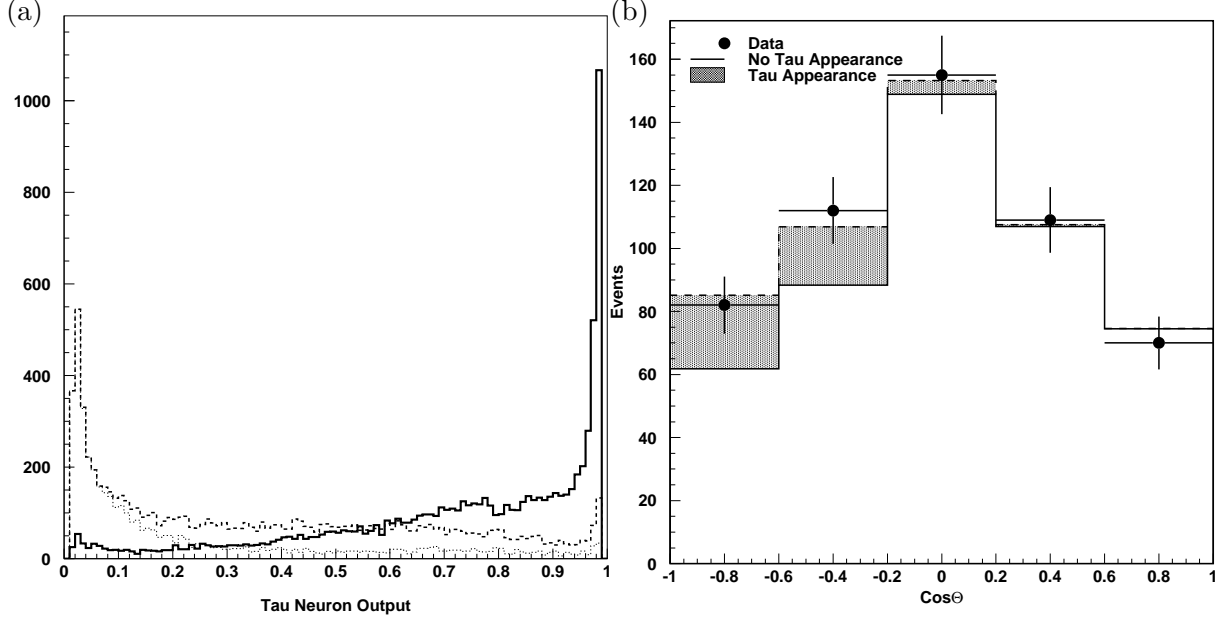 (a)
1000
800
600
400
200
0
0 0.1 0.2 0.3 0.4 0.5 0.6 0.7 0.8 0.9 1
Tau Neuron Output
(b)
Data
No Tau Appearance
Tau Appearance
Events
160
140
120
100
80
60
40
20
0
-1 -0.8 -0.6 -0.4 -0.2 0 0.2 0.4 0.6 0.8 1
CosΘ